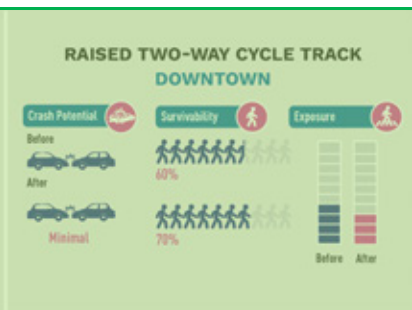 RAISED TWO-WAY CYCLE TRACK
DOWNTOWN
Crash Potential
Survivability
Exposure
Before
60%
After
70%
Minimal
Before After